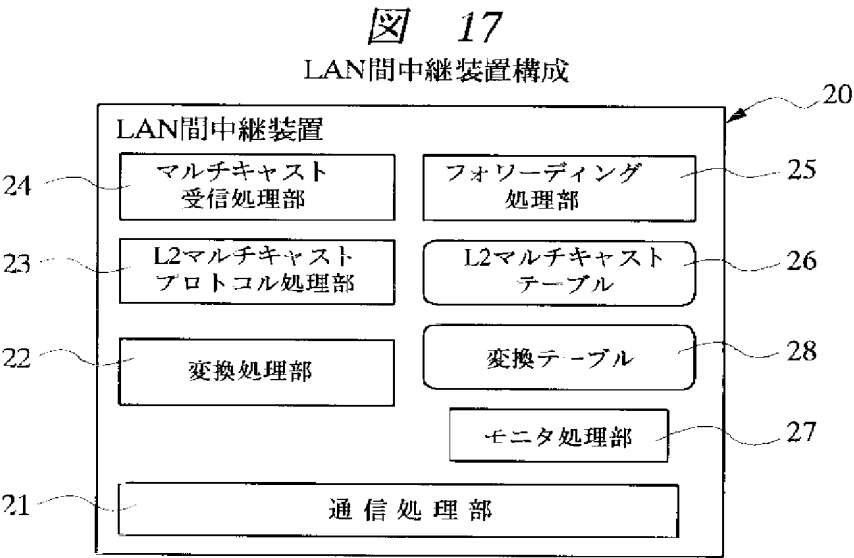 図 17
LAN間中継装置構成
20
LAN間中継装置
24
マルチキャスト
受信処理部
フォワーディング
処理部
25
23
L2マルチキャスト
プロトコル処理部
L2マルチキャスト
テーブル
26
22
変換処理部
変換テーブル
28
モニタ処理部
27
21
通信処理部